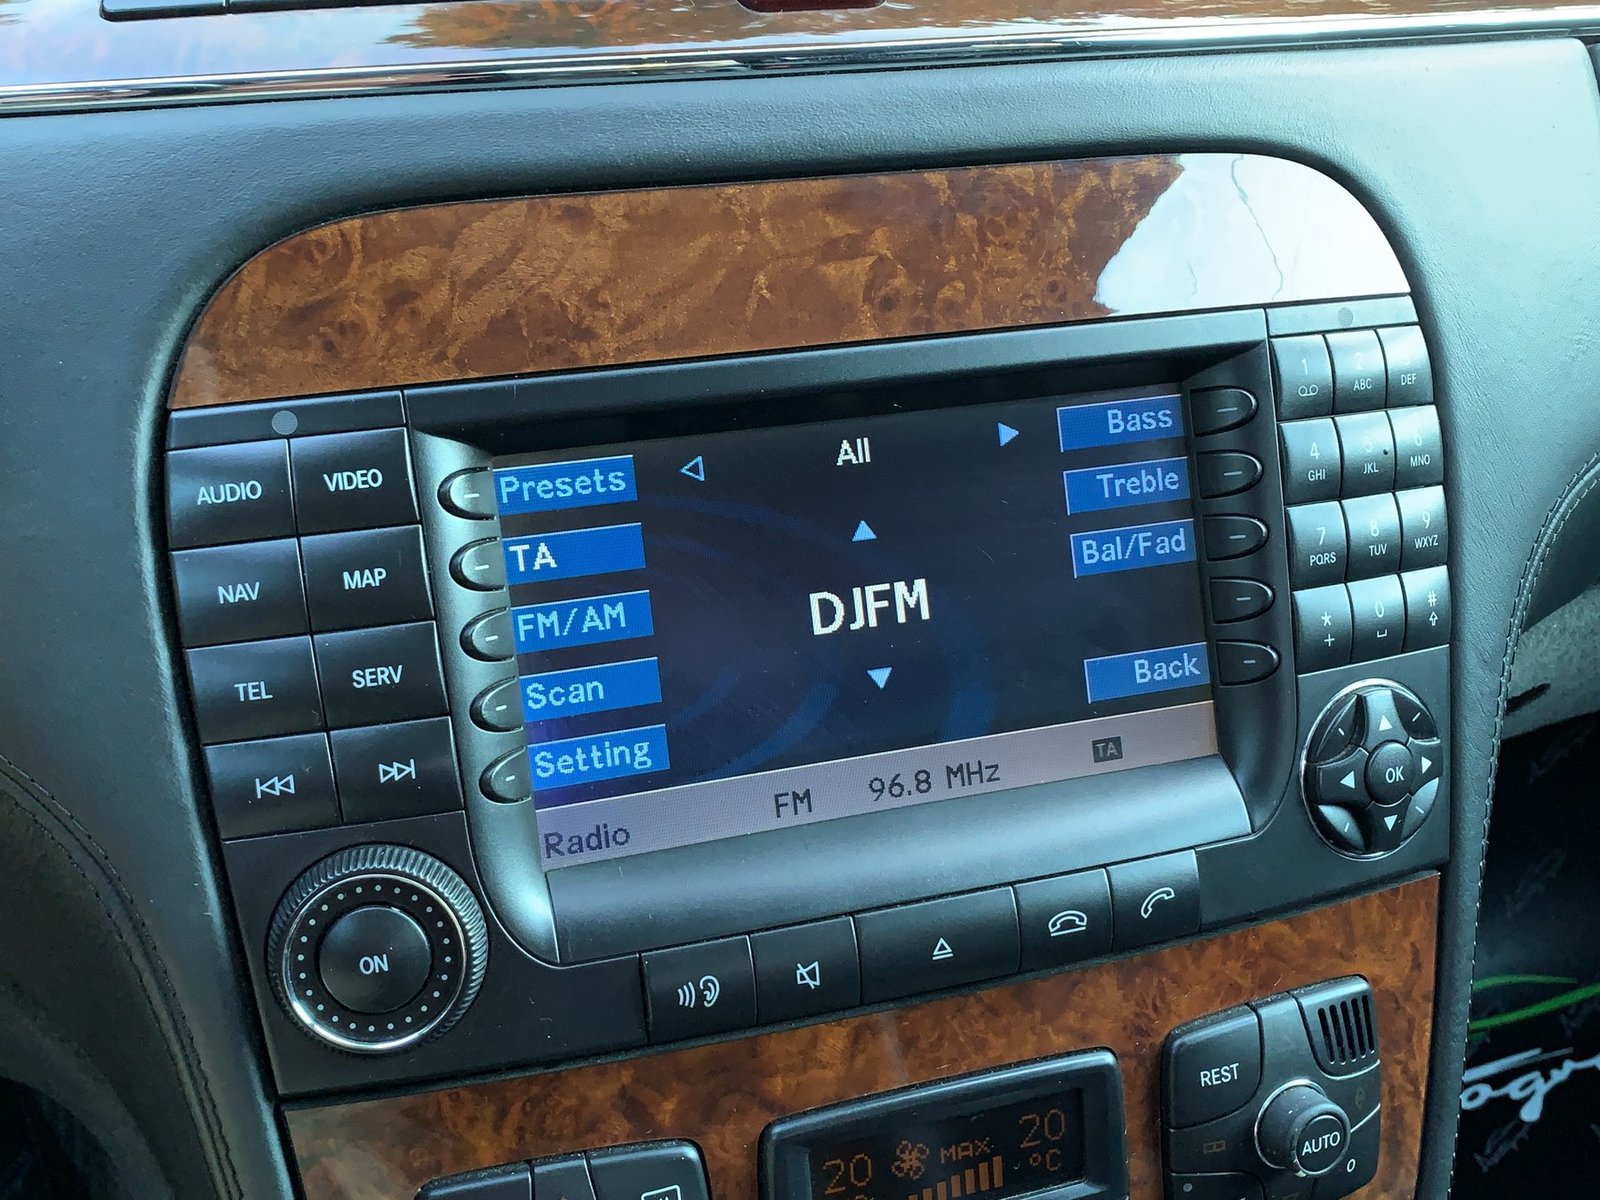 AUDIO VIDEO
NAV MAP
TEL SERV
ON
Presets
TA
FM/AM
Scan
Setting
All
DJFM
Bass
Treble
Bal/Fad
Back
Radio FM 96.8 MHz TA
1 2 ABC 3 DEF
4 GHI 5 JKL 6 MNO
7 PQRS 8 TUV 9 WXYZ
* + 0 #
OK
REST
AUTO
0
20 MAX 20 °C